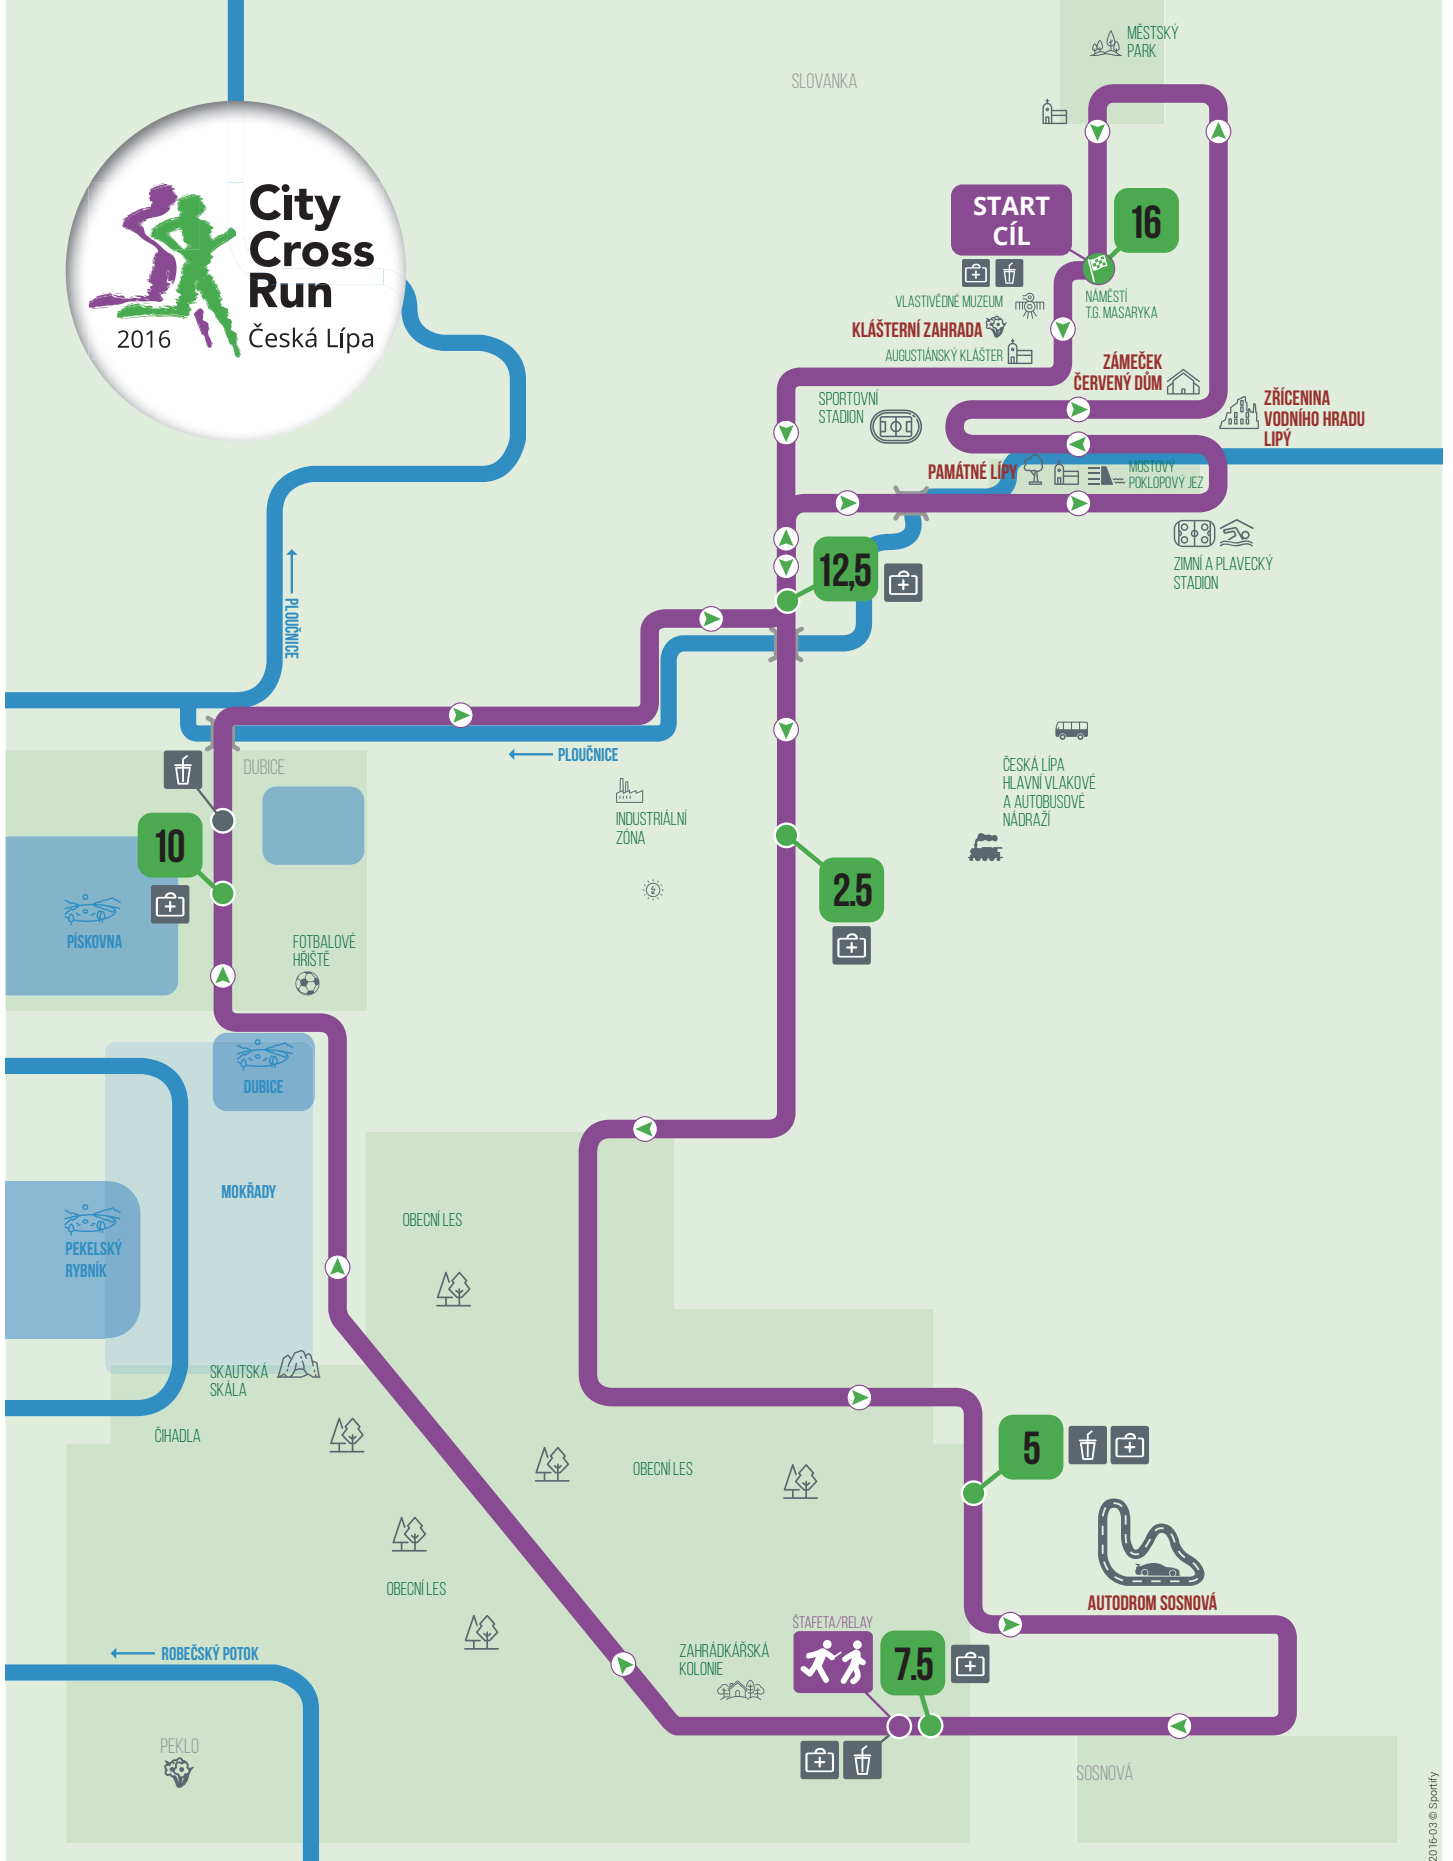 MĚSTSKÝ
PARK
SLOVANKA
City
Cross
Run
2016
Česká Lípa
START
CÍL
16
VLASTIVĚDNÉ MUZEUM
NÁMĚSTÍ
T.G. MASARYKA
KLÁŠTERNÍ ZAHRADA
AUGUSTIÁNSKÝ KLÁŠTER
ZÁMEČEK
ČERVENÝ DŮM
SPORTOVNÍ
STADION
ZŘÍCENINA
VODNÍHO HRADU
LIPÝ
PAMÁTNÉ LÍPY
MOSTOVÝ
POKLOPOVÝ JEZ
ZIMNÍ A PLAVECKÝ
STADION
12,5
PLOUČNICE
PLOUČNICE
DUBICE
ČESKÁ LÍPA
HLAVNÍ VLAKOVÉ
A AUTOBUSOVÉ
NÁDRAŽÍ
INDUSTRIÁLNÍ
ZÓNA
10
2.5
PÍSKOVNA
FOTBALOVÉ
HŘIŠTĚ
DUBICE
MOKŘADY
OBECNÍ LES
PEKELSKÝ
RYBNÍK
SKAUTSKÁ
SKÁLA
ČIHADLA
OBECNÍ LES
5
OBECNÍ LES
AUTODROM SOSNOVÁ
ŠTAFETA/RELAY
ZAHRÁDKÁŘSKÁ
KOLONIE
7.5
ROBEČSKÝ POTOK
PEKLO
SOSNOVÁ
2016-03 © Sportify